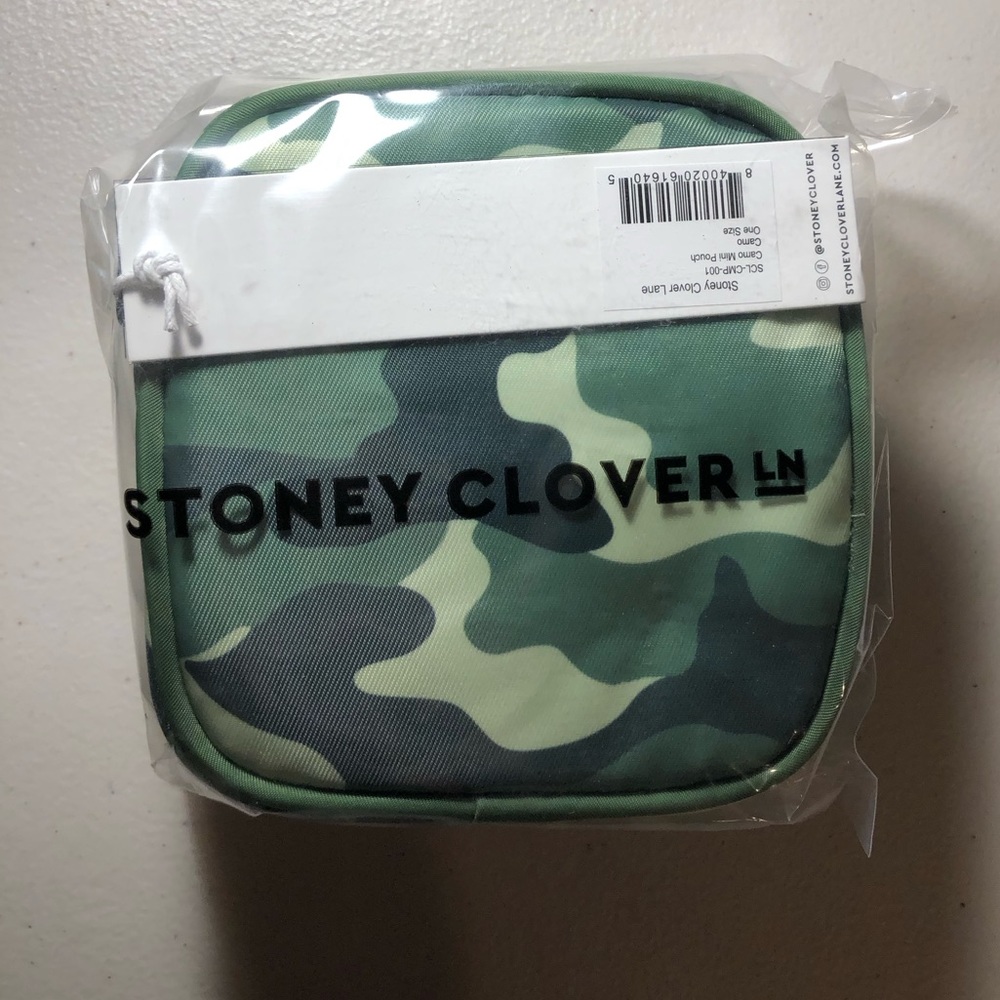 Stoney Clover Lane
SCL-CMP-001
Camo Mini Pouch
Camo
One Size
8 40020 61640 5
@STONEYCLOVER
STONEYCLOVERLANE.COM
STONEY CLOVER LN